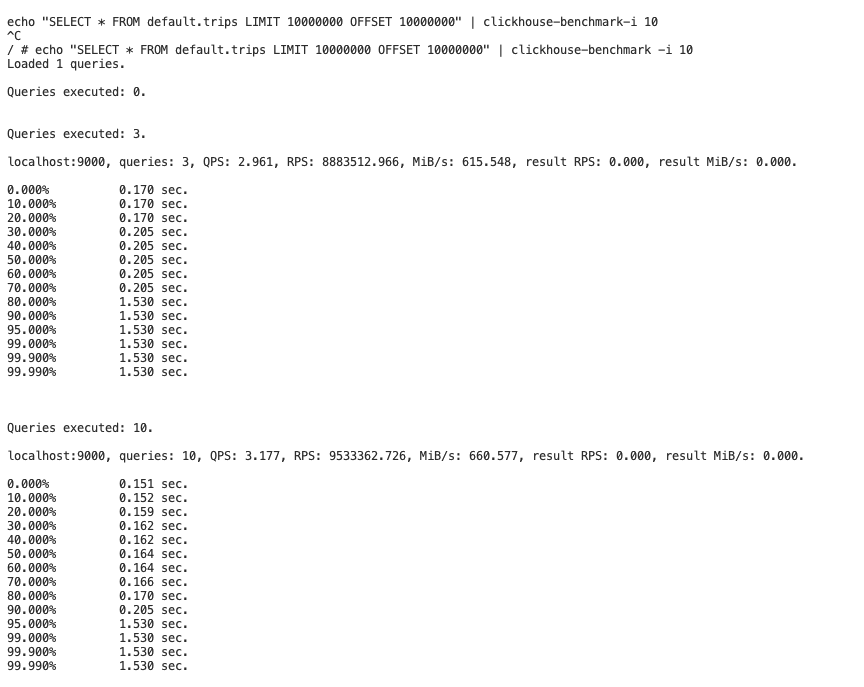 echo "SELECT * FROM default.trips LIMIT 10000000 OFFSET 10000000" | clickhouse-benchmark-i 10
^C
/ # echo "SELECT * FROM default.trips LIMIT 10000000 OFFSET 10000000" | clickhouse-benchmark -i 10
Loaded 1 queries.
Queries executed: 0.
Queries executed: 3.
localhost:9000, queries: 3, QPS: 2.961, RPS: 8883512.966, MiB/s: 615.548, result RPS: 0.000, result MiB/s: 0.000.
0.000% 0.170 sec.
10.000% 0.170 sec.
20.000% 0.170 sec.
30.000% 0.205 sec.
40.000% 0.205 sec.
50.000% 0.205 sec.
60.000% 0.205 sec.
70.000% 0.205 sec.
80.000% 1.530 sec.
90.000% 1.530 sec.
95.000% 1.530 sec.
99.000% 1.530 sec.
99.900% 1.530 sec.
99.990% 1.530 sec.
Queries executed: 10.
localhost:9000, queries: 10, QPS: 3.177, RPS: 9533362.726, MiB/s: 660.577, result RPS: 0.000, result MiB/s: 0.000.
0.000% 0.151 sec.
10.000% 0.152 sec.
20.000% 0.159 sec.
30.000% 0.162 sec.
40.000% 0.162 sec.
50.000% 0.164 sec.
60.000% 0.164 sec.
70.000% 0.166 sec.
80.000% 0.170 sec.
90.000% 0.205 sec.
95.000% 1.530 sec.
99.000% 1.530 sec.
99.900% 1.530 sec.
99.990% 1.530 sec.